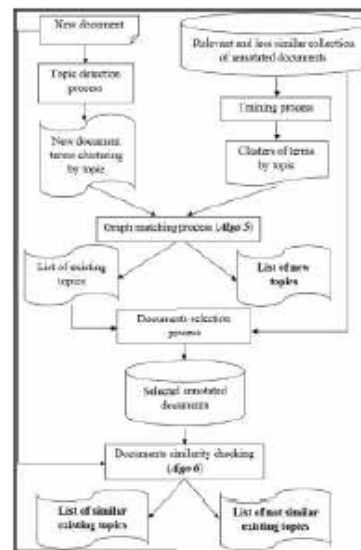 New document
Relevant and less similar collection
of annotated documents
Topic detection
process
Training process
New document
terms clustering
by topic
Clusters of terms
by topic
Graph matching process (Algo 5)
List of existing
topics
List of new
topics
Documents selection
process
Selected annotated
documents
Documents similarity checking
(Algo 6)
List of similar
existing topics
List of not similar
existing topics